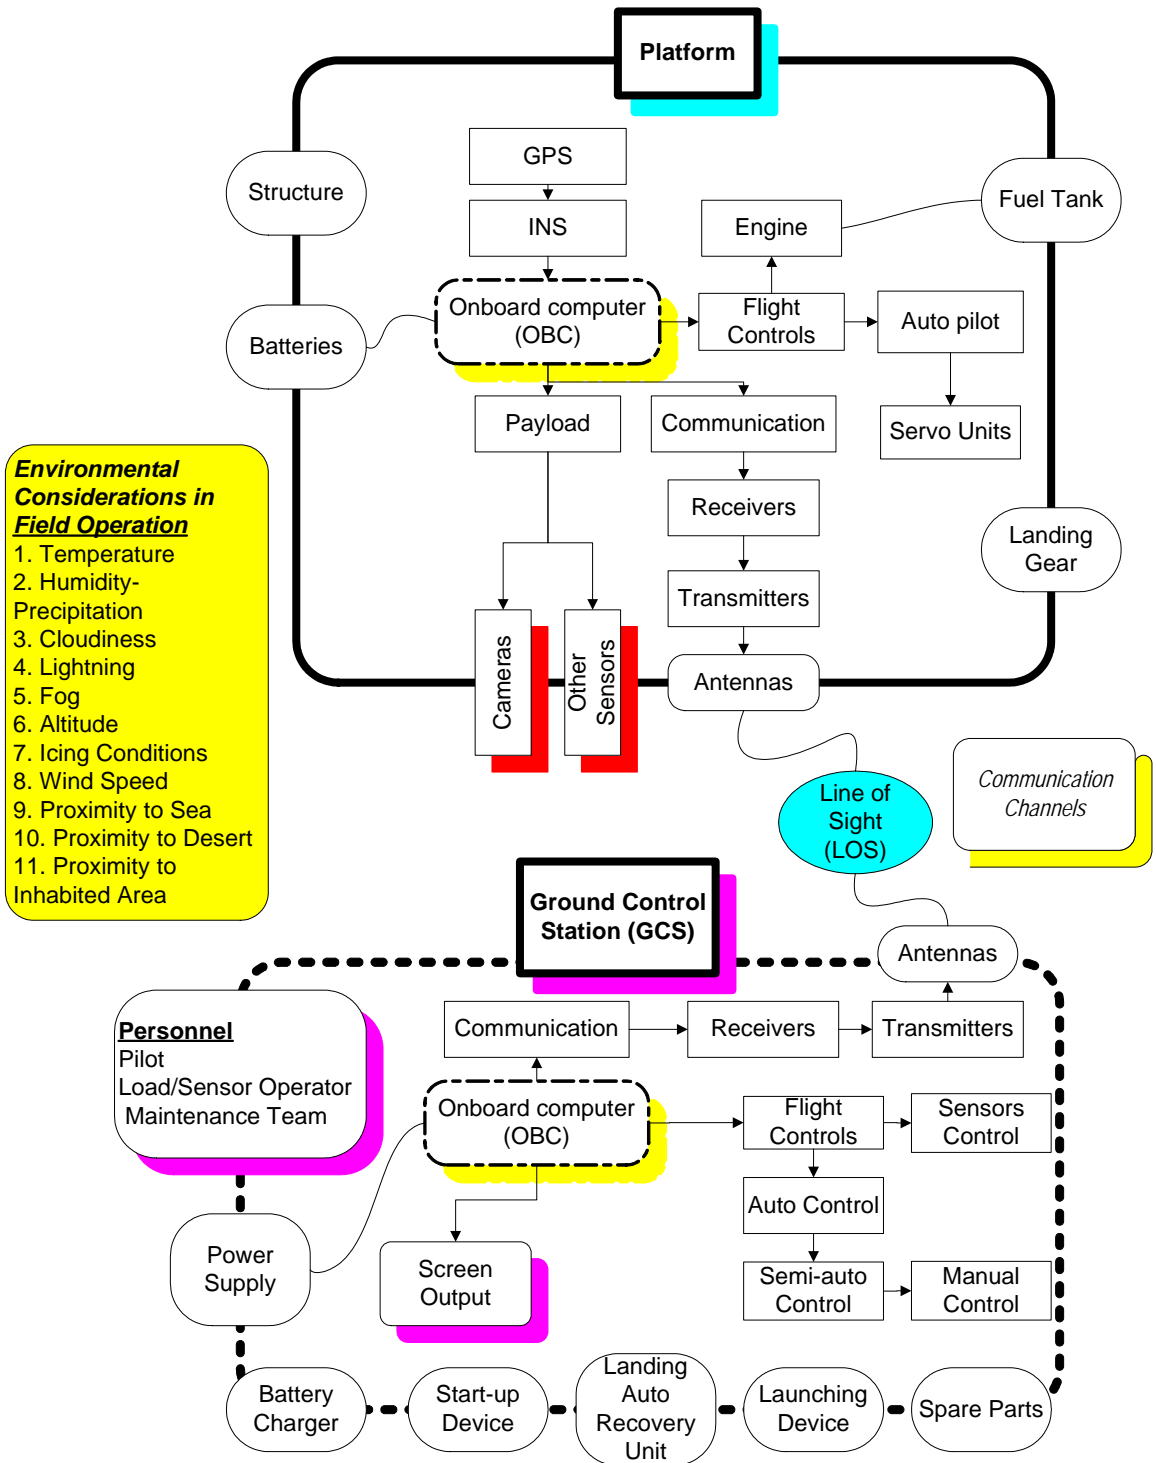 Platform
GPS
Structure
Fuel Tank
INS
Engine
Onboard computer
(OBC)
Flight
Controls
Auto pilot
Batteries
Payload
Communication
Servo Units
Environmental
Considerations in
Field Operation
1. Temperature
2. Humidity-
Precipitation
3. Cloudiness
4. Lightning
5. Fog
6. Altitude
7. Icing Conditions
8. Wind Speed
9. Proximity to Sea
10. Proximity to Desert
11. Proximity to
Inhabited Area
Receivers
Landing
Gear
Transmitters
Cameras
Other
Sensors
Antennas
Line of
Sight
(LOS)
Communication
Channels
Ground Control
Station (GCS)
Antennas
Personnel
Pilot
Load/Sensor Operator
Maintenance Team
Communication
Receivers
Transmitters
Onboard computer
(OBC)
Flight
Controls
Sensors
Control
Auto Control
Power
Supply
Screen
Output
Semi-auto
Control
Manual
Control
Battery
Charger
Start-up
Device
Landing
Auto
Recovery
Unit
Launching
Device
Spare Parts